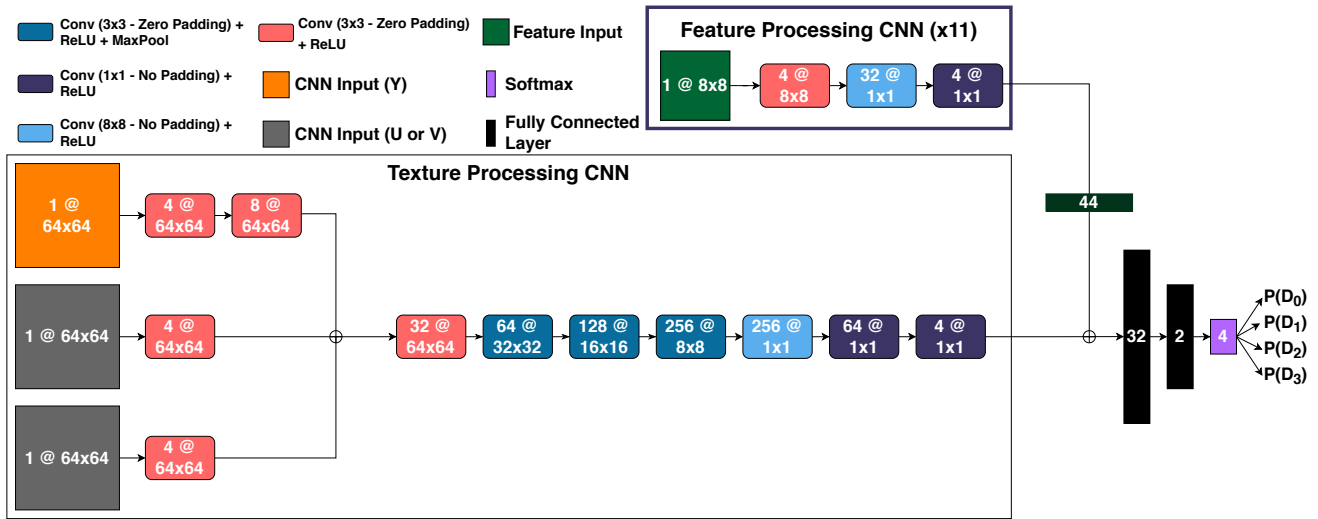 Conv (3x3 - Zero Padding) +
ReLU + MaxPool
Conv (3x3 - Zero Padding)
+ ReLU
Feature Input
Conv (1x1 - No Padding) +
ReLU
CNN Input (Y)
Softmax
Conv (8x8 - No Padding) +
ReLU
CNN Input (U or V)
Fully Connected
Layer
Feature Processing CNN (x11)
1 @ 8x8
4 @
8x8
32 @
1x1
4 @
1x1
44
Texture Processing CNN
1 @
64x64
4 @
64x64
8 @
64x64
1 @ 64x64
4 @
64x64
32 @
64x64
64 @
32x32
128 @
16x16
256 @
8x8
256 @
1x1
64 @
1x1
4 @
1x1
1 @ 64x64
4 @
64x64
32
2
4
P(D0)
P(D1)
P(D2)
P(D3)